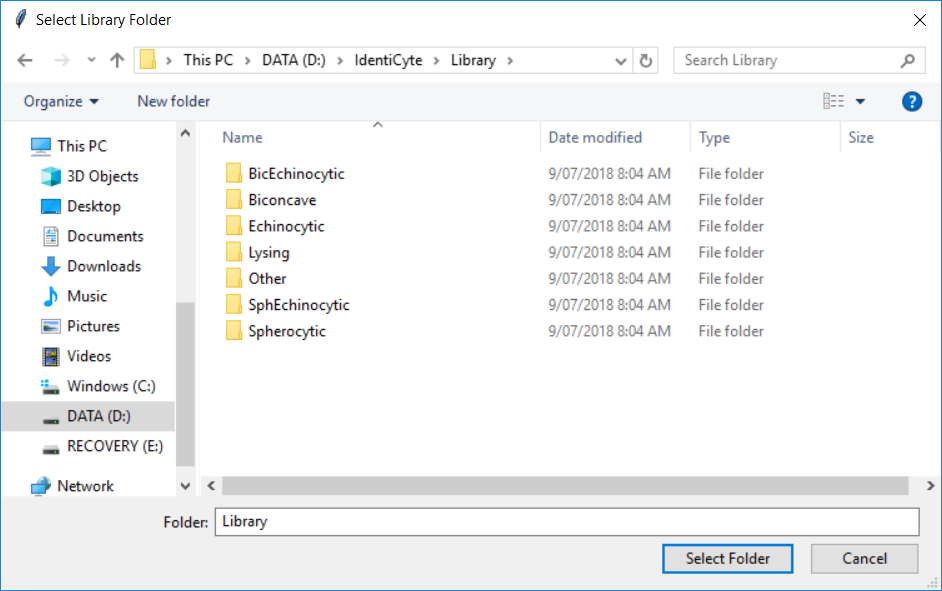 Select Library Folder
This PC > DATA (D:) > IdentiCyte > Library >
Search Library
Organize
New folder
?
This PC
3D Objects
Desktop
Documents
Downloads
Music
Pictures
Videos
Windows (C:)
DATA (D:)
RECOVERY (E:)
Network
Name Date modified Type Size
BicEchinocytic 9/07/2018 8:04 AM File folder
Biconcave 9/07/2018 8:04 AM File folder
Echinocytic 9/07/2018 8:04 AM File folder
Lysing 9/07/2018 8:04 AM File folder
Other 9/07/2018 8:04 AM File folder
SphEchinocytic 9/07/2018 8:04 AM File folder
Spherocytic 9/07/2018 8:04 AM File folder
Folder: Library
Select Folder
Cancel